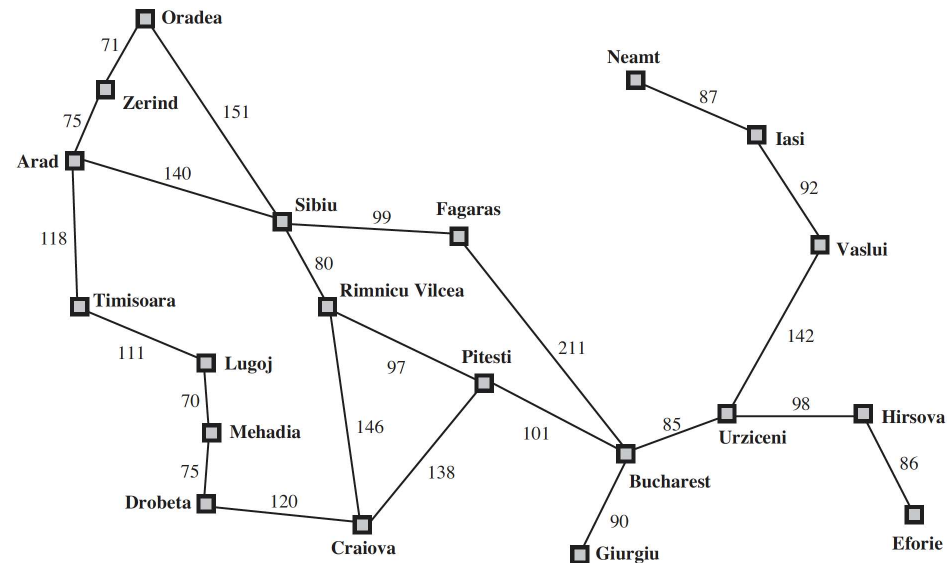 Oradea
71
Neamt
Zerind
87
151
75
Iasi
Arad
140
92
Sibiu
99
Fagaras
118
Vaslui
80
Rimnicu Vilcea
Timisoara
142
111
211
Pitesti
Lugoj
97
70
98
Hirsova
146
85
Mehadia
101
Urziceni
86
75
138
Bucharest
Drobeta
120
90
Craiova
Giurgiu
Eforie